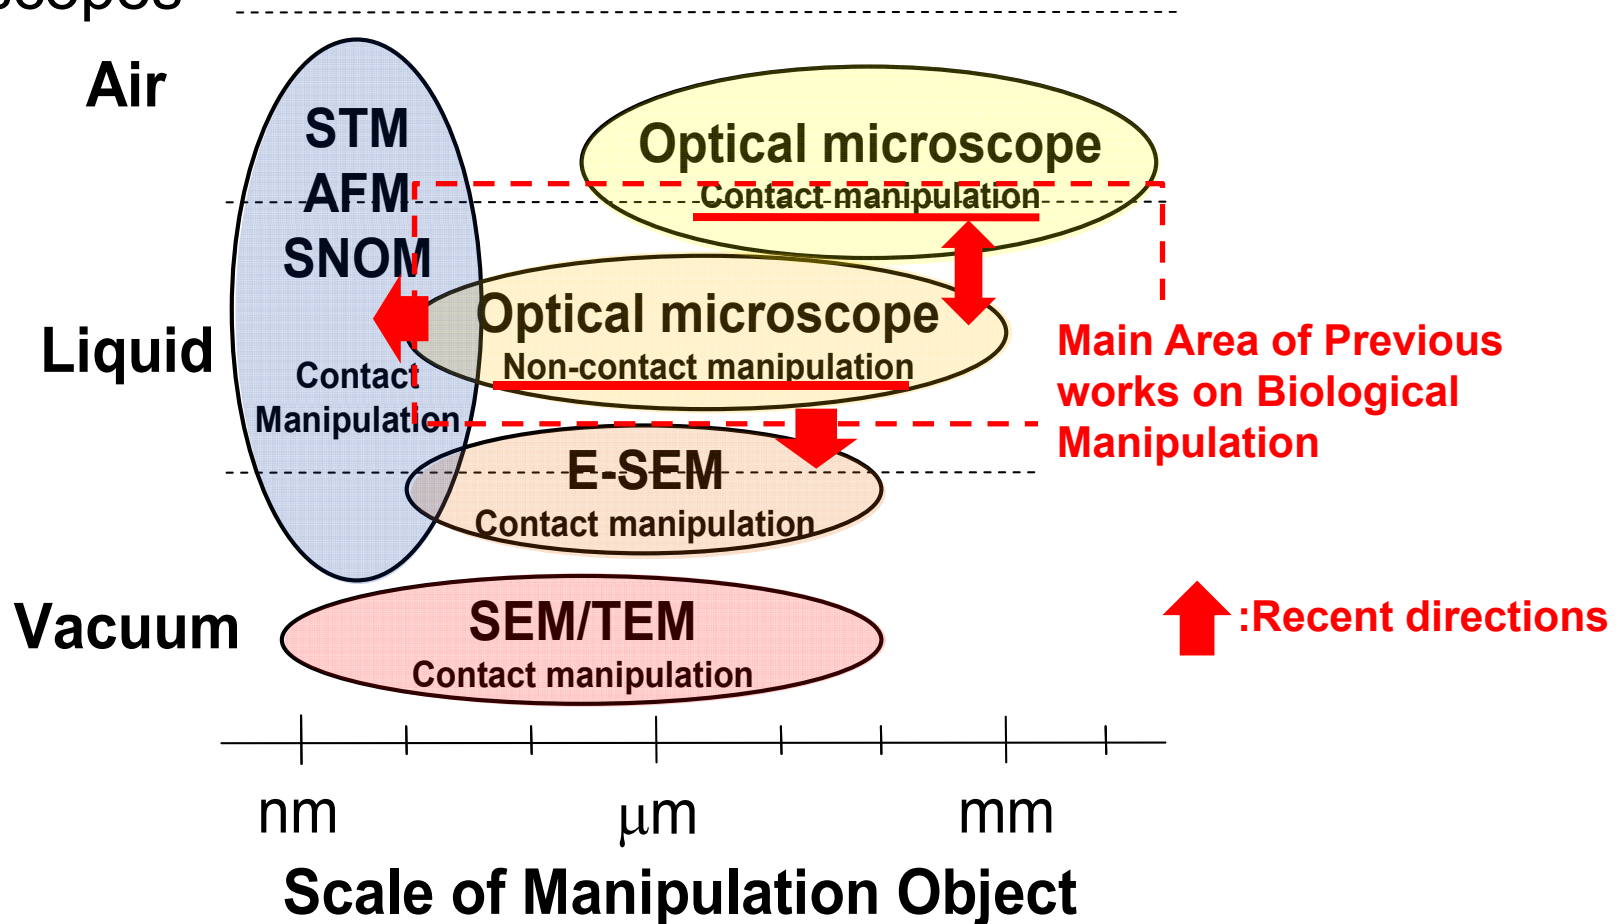 Air
STM
AFM
SNOM
Contact
Manipulation
Optical microscope
Contact manipulation
Liquid
Optical microscope
Non-contact manipulation
Main Area of Previous
works on Biological
Manipulation
E-SEM
Contact manipulation
Vacuum
SEM/TEM
Contact manipulation
:Recent directions
nm
μm
mm
Scale of Manipulation Object